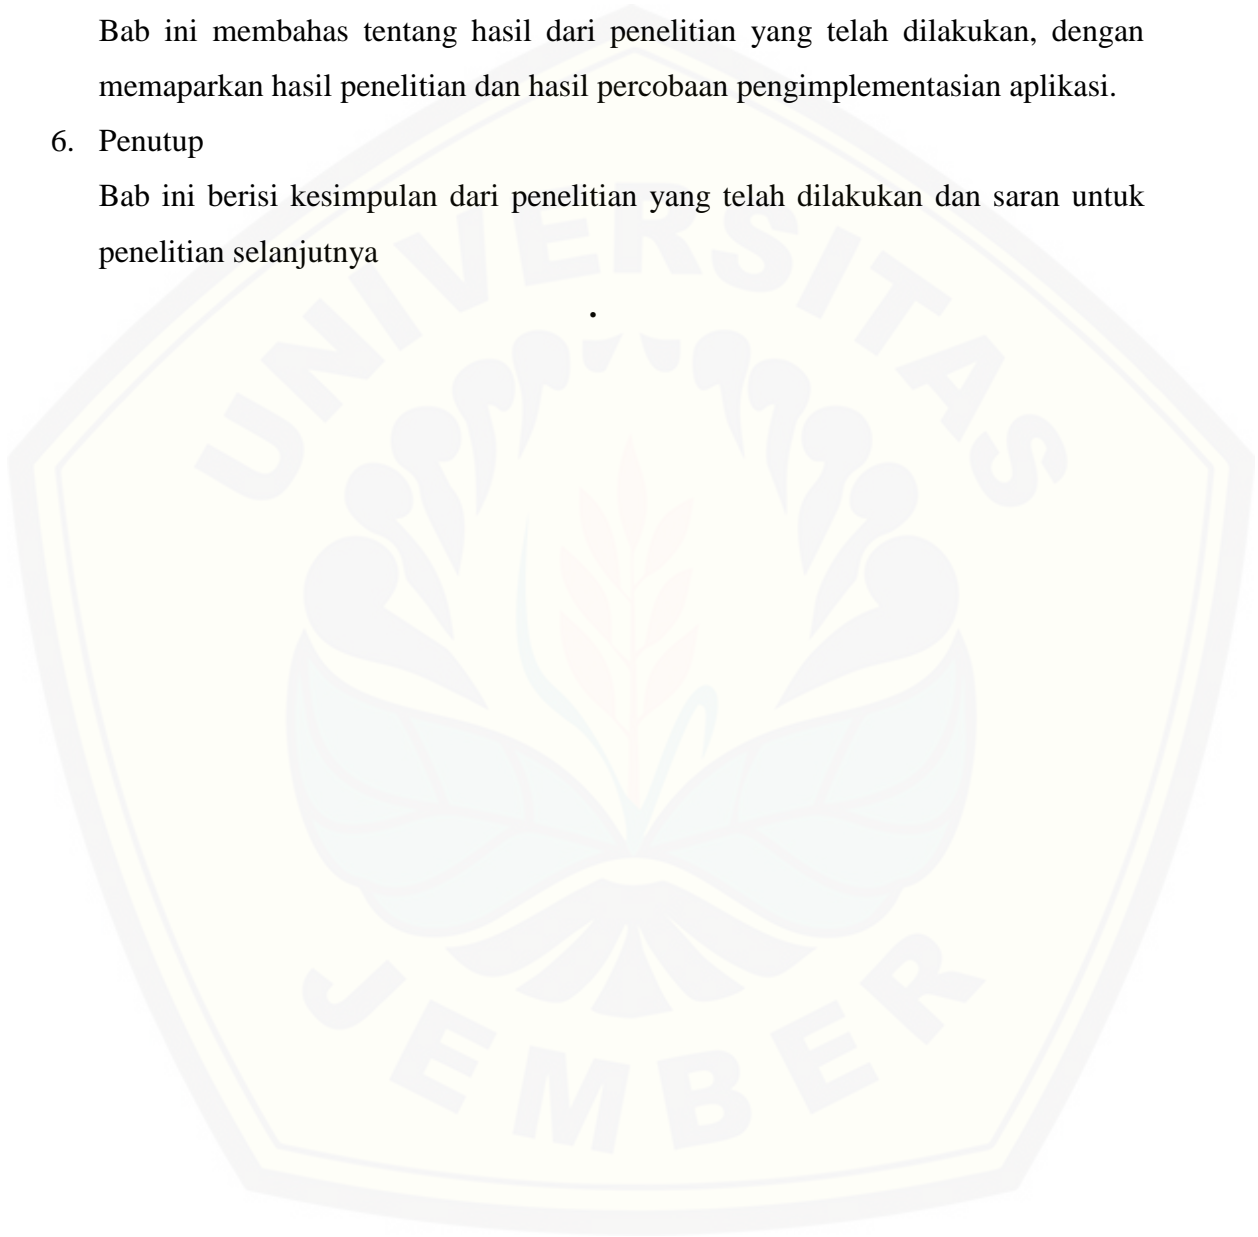 Bab ini membahas tentang hasil dari penelitian yang telah dilakukan, dengan
memaparkan hasil penelitian dan hasil percobaan pengimplementasian aplikasi.
6. Penutup
Bab ini berisi kesimpulan dari penelitian yang telah dilakukan dan saran untuk
penelitian selanjutnya
.
UNIVERSITAS
JEMBER